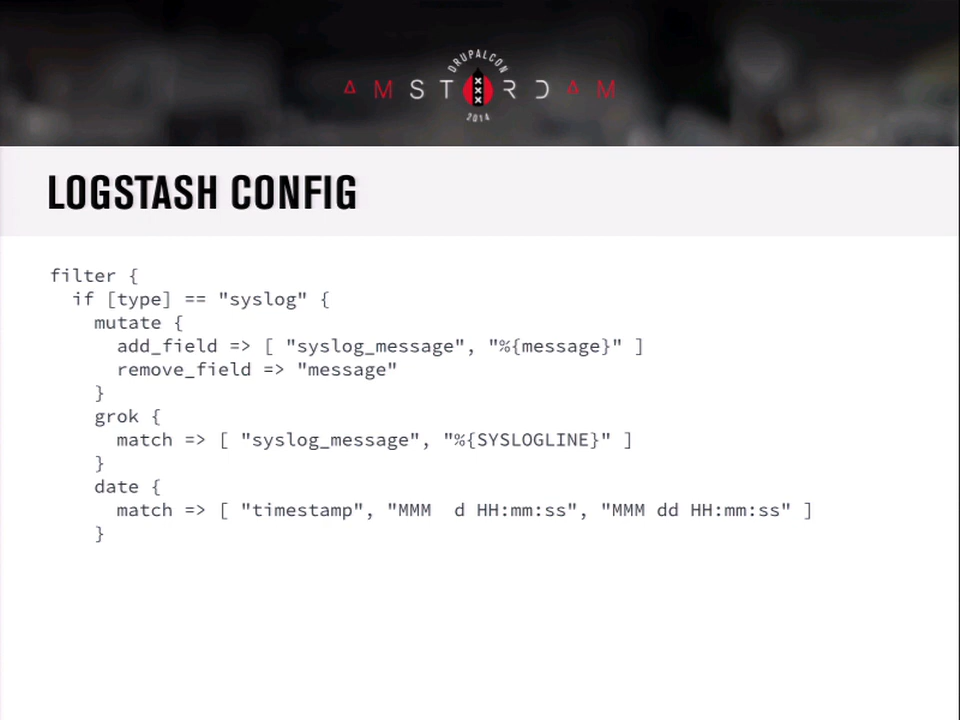 DRUPALCON
AMSTERDAM
2014
LOGSTASH CONFIG
filter {
  if [type] == "syslog" {
    mutate {
      add_field => [ "syslog_message", "%{message}" ]
      remove_field => "message"
    }
    grok {
      match => [ "syslog_message", "%{SYSLOGLINE}" ]
    }
    date {
      match => [ "timestamp", "MMM  d HH:mm:ss", "MMM dd HH:mm:ss" ]
    }